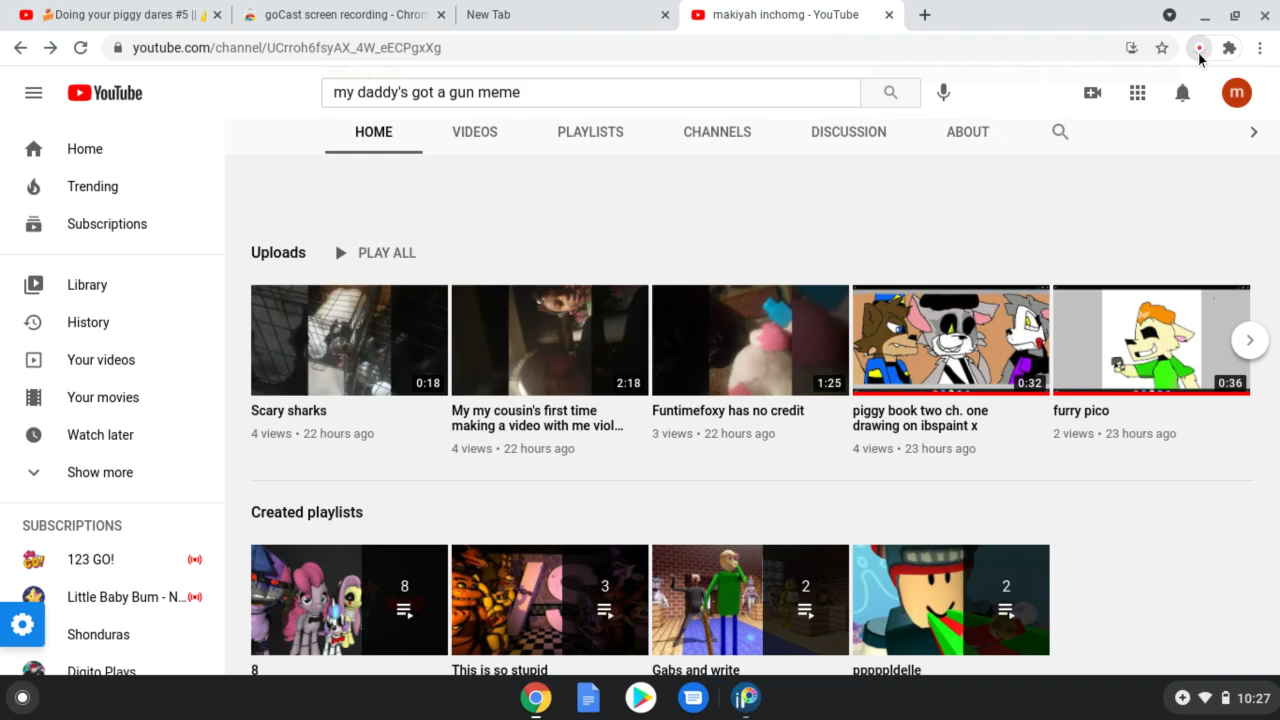 Doing your piggy dares #5 ||
goCast screen recording - Chrom
New Tab
makiyah inchomg - YouTube
youtube.com/channel/UCrroh6fsyAX_4W_eECPgxXg
YouTube
my daddy's got a gun meme
m
HOME VIDEOS PLAYLISTS CHANNELS DISCUSSION ABOUT
Home
Trending
Subscriptions
Library
History
Your videos
Your movies
Watch later
Show more
SUBSCRIPTIONS
123 GO!
Little Baby Bum - N...
Shonduras
Digito Plays
Uploads PLAY ALL
0:18
2:18
1:25
0:32
0:36
Scary sharks
4 views • 22 hours ago
My my cousin's first time
making a video with me viol...
4 views • 22 hours ago
Funtimefoxy has no credit
3 views • 22 hours ago
piggy book two ch. one
drawing on ibspaint x
4 views • 23 hours ago
furry pico
2 views • 23 hours ago
Created playlists
8
3
2
2
8
This is so stupid
Gabs and write
pppppldelle
10:27